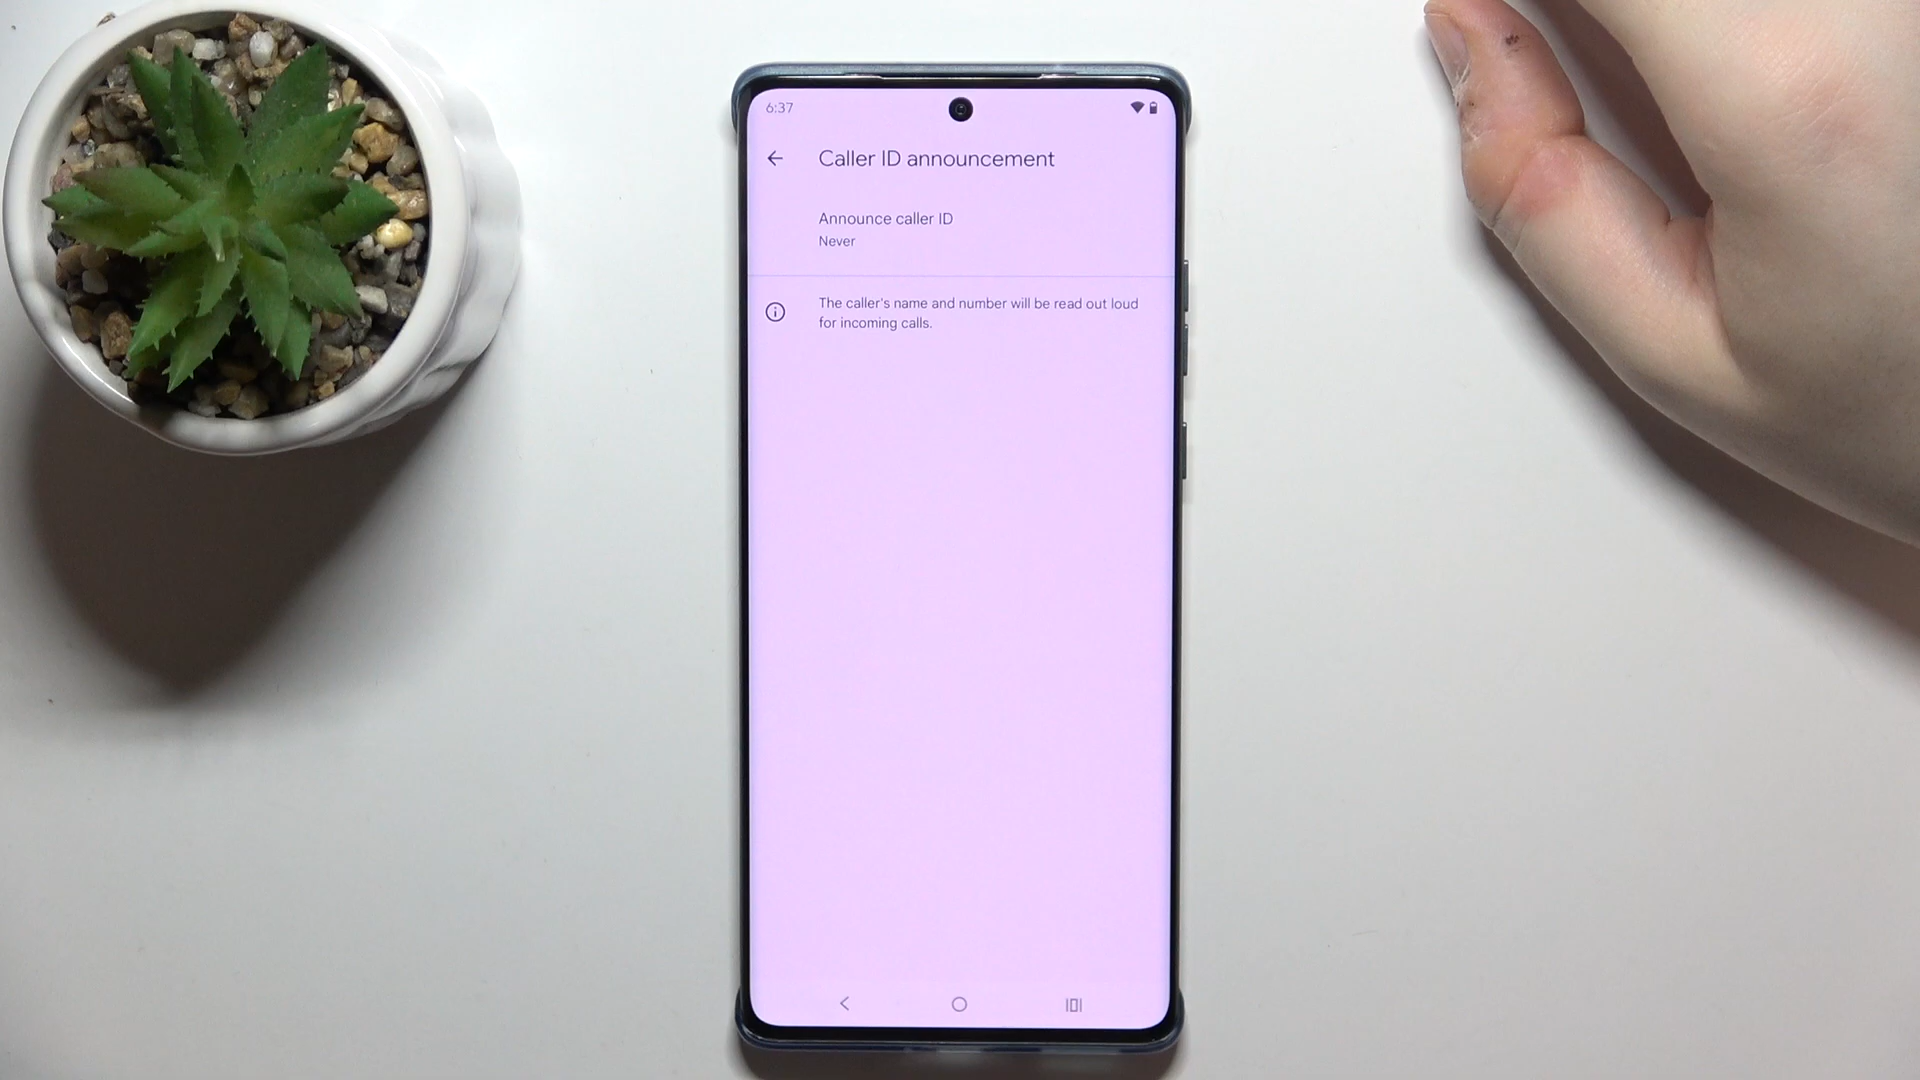 6:37
Caller ID announcement
Announce caller ID
Never
The caller's name and number will be read out loud
for incoming calls.